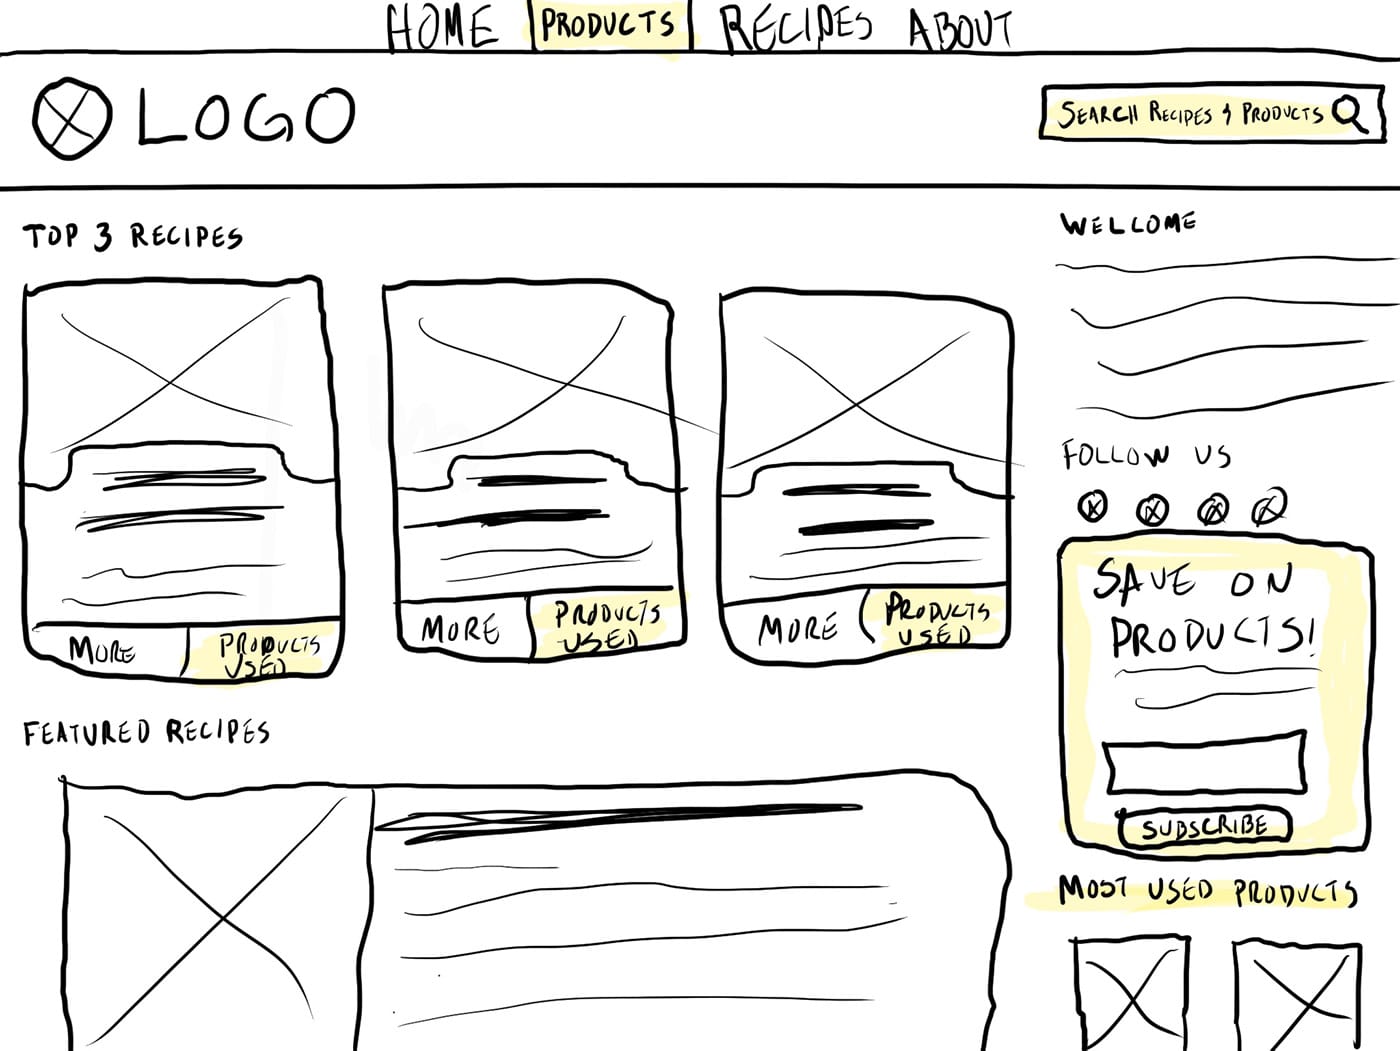 HOME PRODUCTS RECIPES ABOUT
LOGO
SEARCH RECIPES & PRODUCTS
TOP 3 RECIPES
MORE
PRODUCTS
USED
MORE
PRODUCTS
USED
MORE
PRODUCTS
USED
FEATURED RECIPES
WELCOME
FOLLOW US
SAVE ON
PRODUCTS!
SUBSCRIBE
MOST USED PRODUCTS